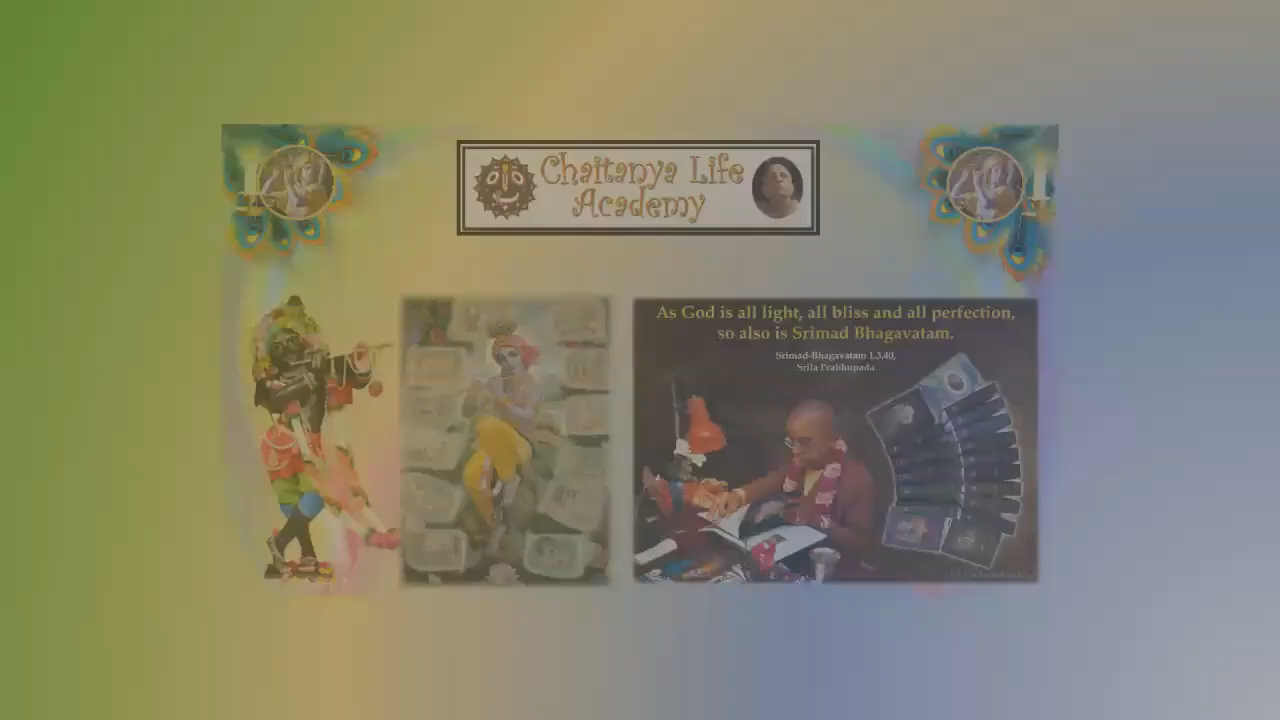 Chaitanya Life
Academy
As God is all light, all bliss and all perfection,
so also is Srimad Bhagavatam.
Srimad-Bhagavatam 1.3.40,
Srila Prabhupada